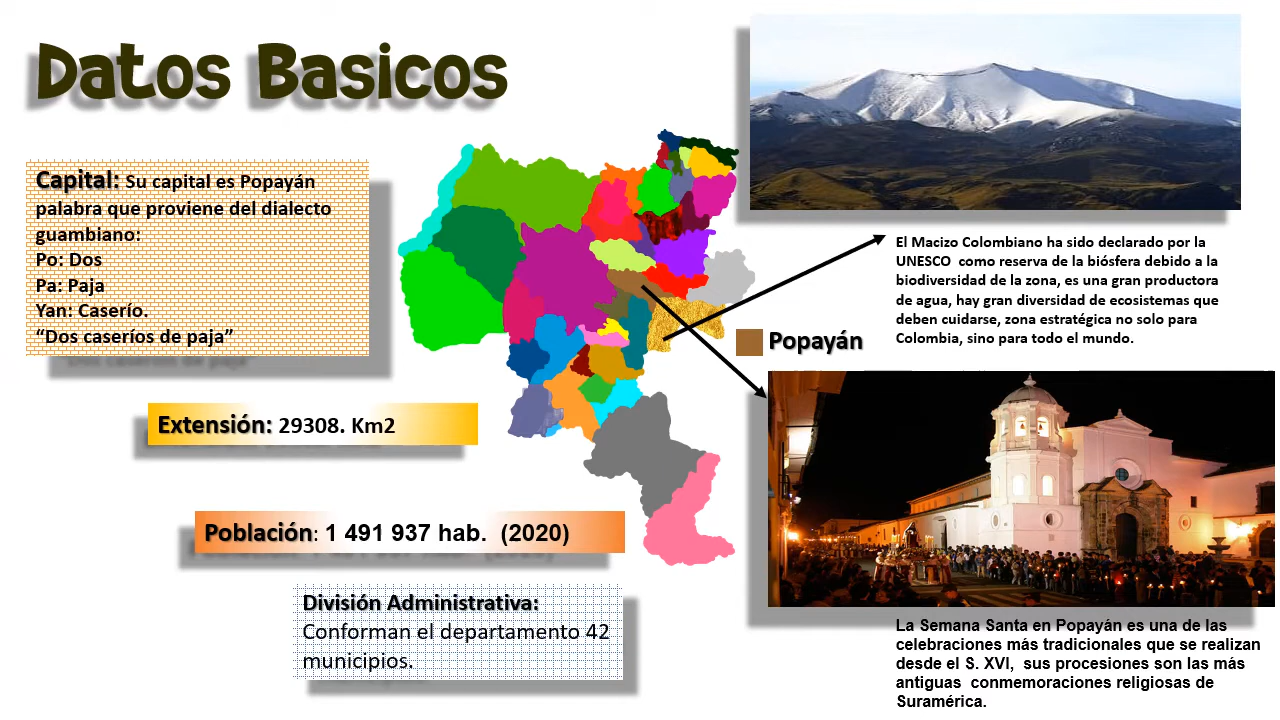 Datos Basicos
Capital: Su capital es Popayán
palabra que proviene del dialecto
guambiano:
Po: Dos
Pa: Paja
Yan: Caserío.
“Dos caseríos de paja”
Extensión: 29308. Km2
Población: 1 491 937 hab.  (2020)
División Administrativa:
Conforman el departamento 42
municipios.
El Macizo Colombiano ha sido declarado por la
UNESCO  como reserva de la biósfera debido a la
biodiversidad de la zona, es una gran productora
de agua, hay gran diversidad de ecosistemas que
deben cuidarse, zona estratégica no solo para
Colombia, sino para todo el mundo.
Popayán
La Semana Santa en Popayán es una de las
celebraciones más tradicionales que se realizan
desde el S. XVI,  sus procesiones son las más
antiguas  conmemoraciones religiosas de
Suramérica.